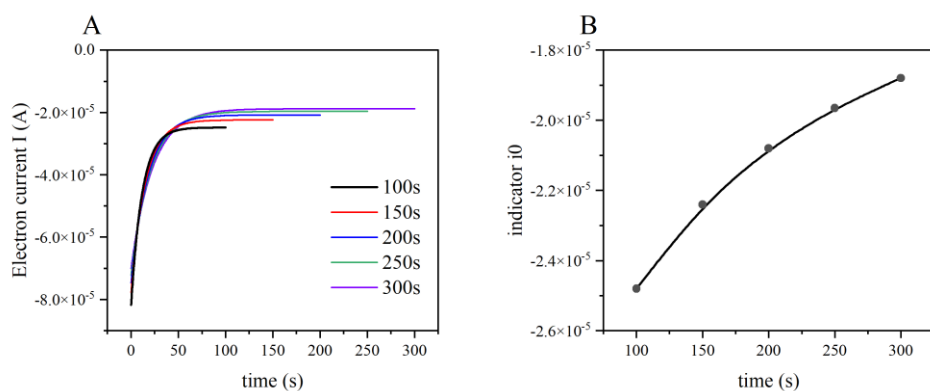 A
Electron current I (A)
0.0
-2.0×10⁻⁵
-4.0×10⁻⁵
-6.0×10⁻⁵
-8.0×10⁻⁵
100s
150s
200s
250s
300s
0 50 100 150 200 250 300
time (s)
B
indicator i0
-1.8×10⁻⁵
-2.0×10⁻⁵
-2.2×10⁻⁵
-2.4×10⁻⁵
-2.6×10⁻⁵
100 150 200 250 300
time (s)